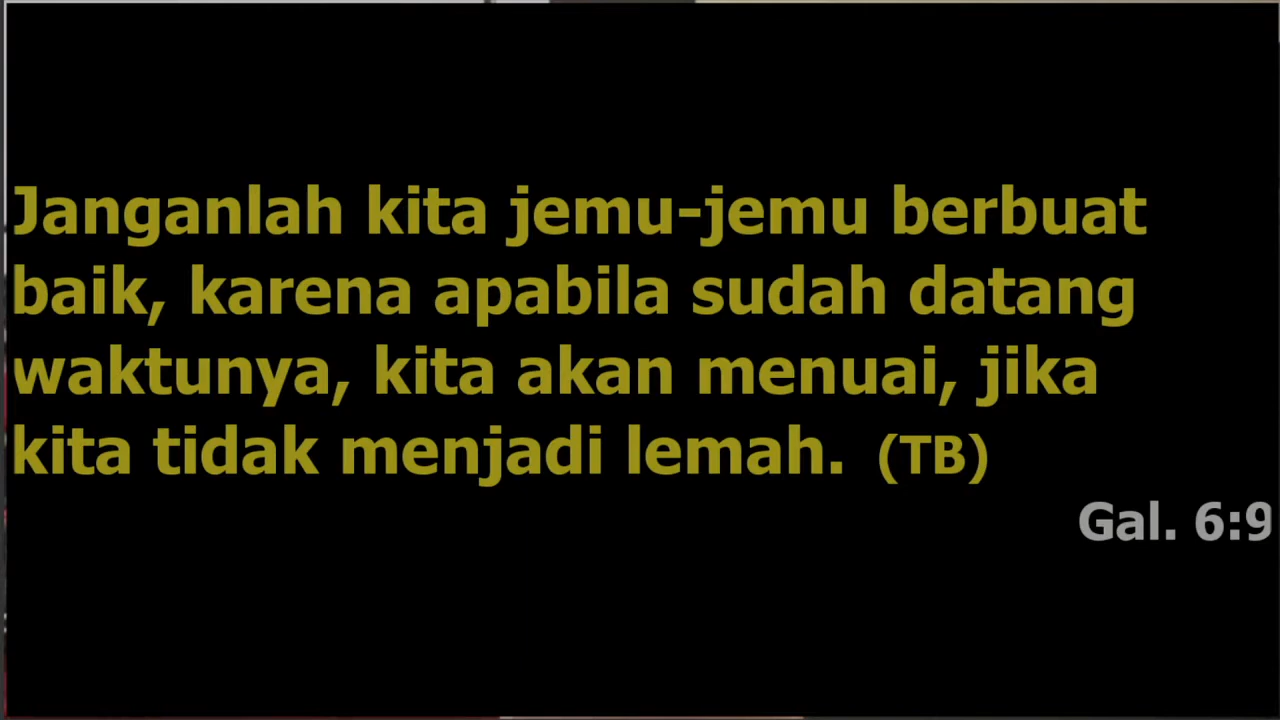 Janganlah kita jemu-jemu berbuat
baik, karena apabila sudah datang
waktunya, kita akan menuai, jika
kita tidak menjadi lemah. (TB)
Gal. 6:9